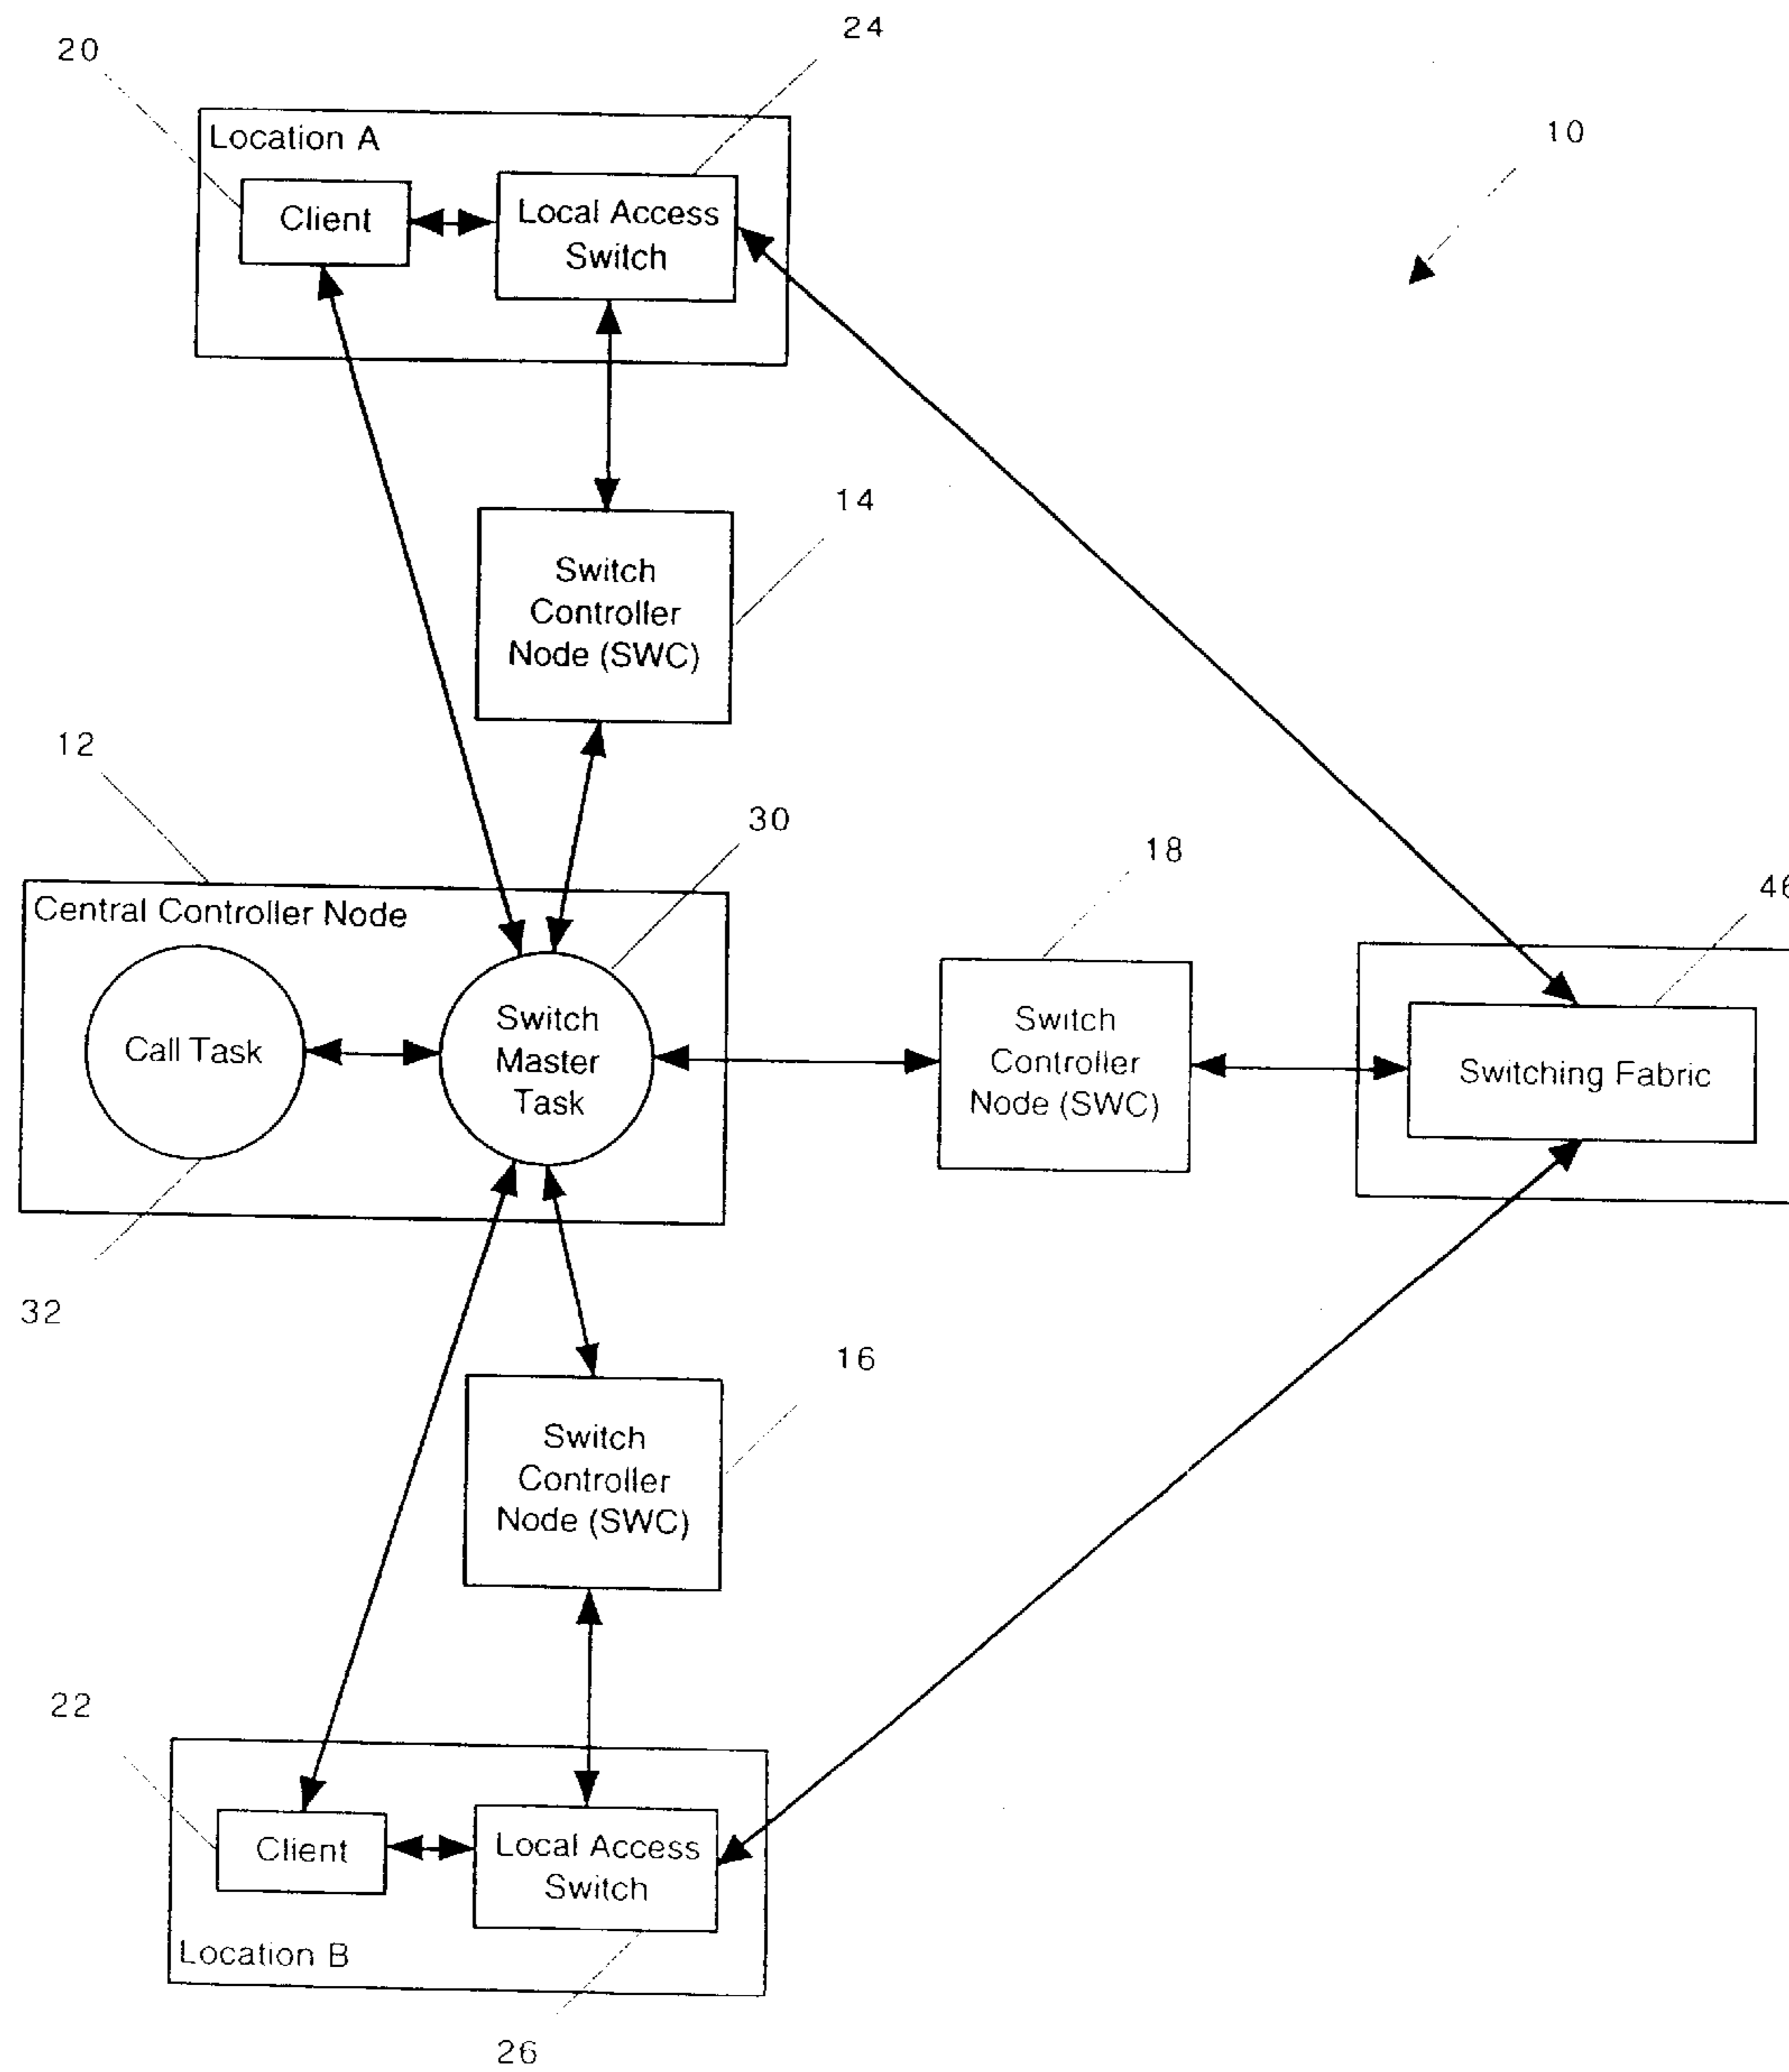 24
20
10
Location A
Client
Local Access
Switch
14
Switch
Controller
Node (SWC)
12
30
18
46
Central Controller Node
Call Task
Switch
Master
Task
Switch
Controller
Node (SWC)
Switching Fabric
32
16
Switch
Controller
Node (SWC)
22
Client
Local Access
Switch
Location B
26